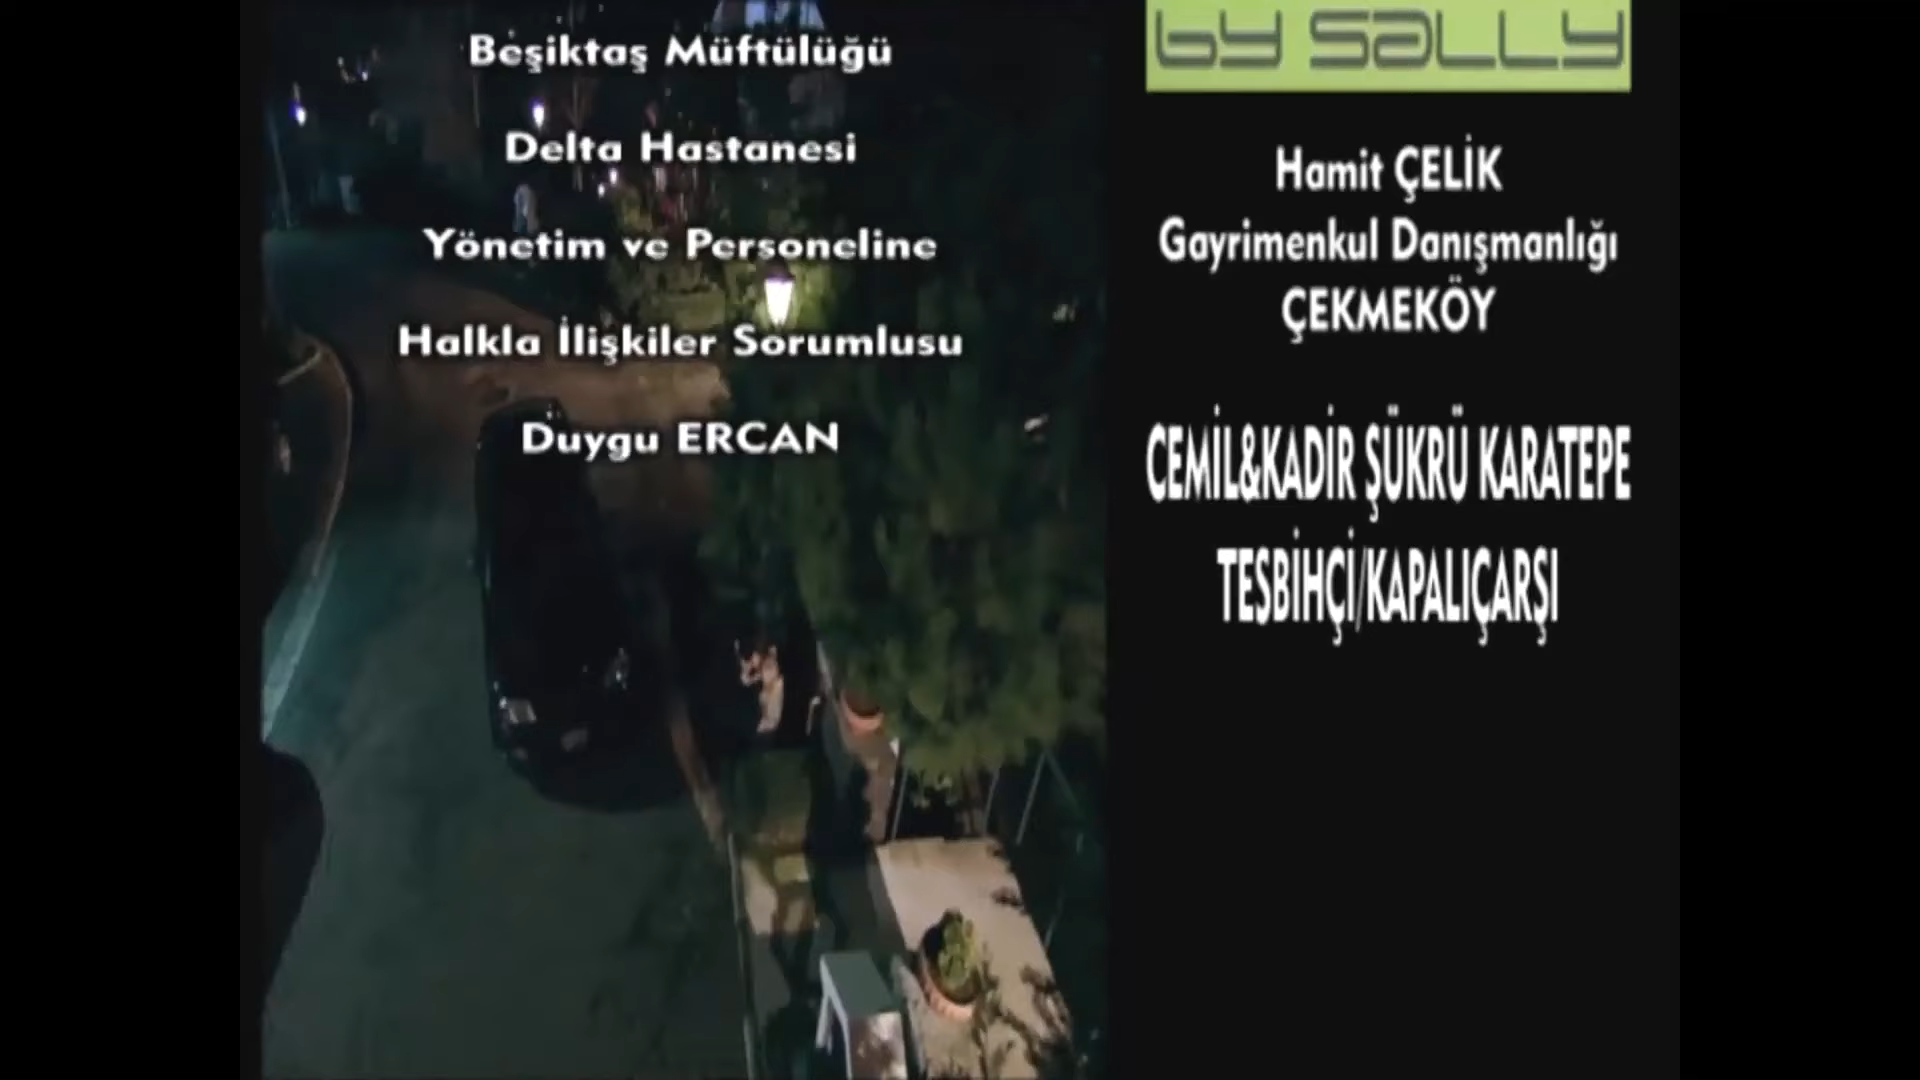 Beşiktaş Müftülüğü
Delta Hastanesi
Yönetim ve Personeline
Halkla İlişkiler Sorumlusu
Duygu ERCAN
by sally
Hamit ÇELİK
Gayrimenkul Danışmanlığı
ÇEKMEKÖY
CEMİL&KADİR ŞÜKRÜ KARATEPE
TESBİHÇİ/KAPALIÇARŞI